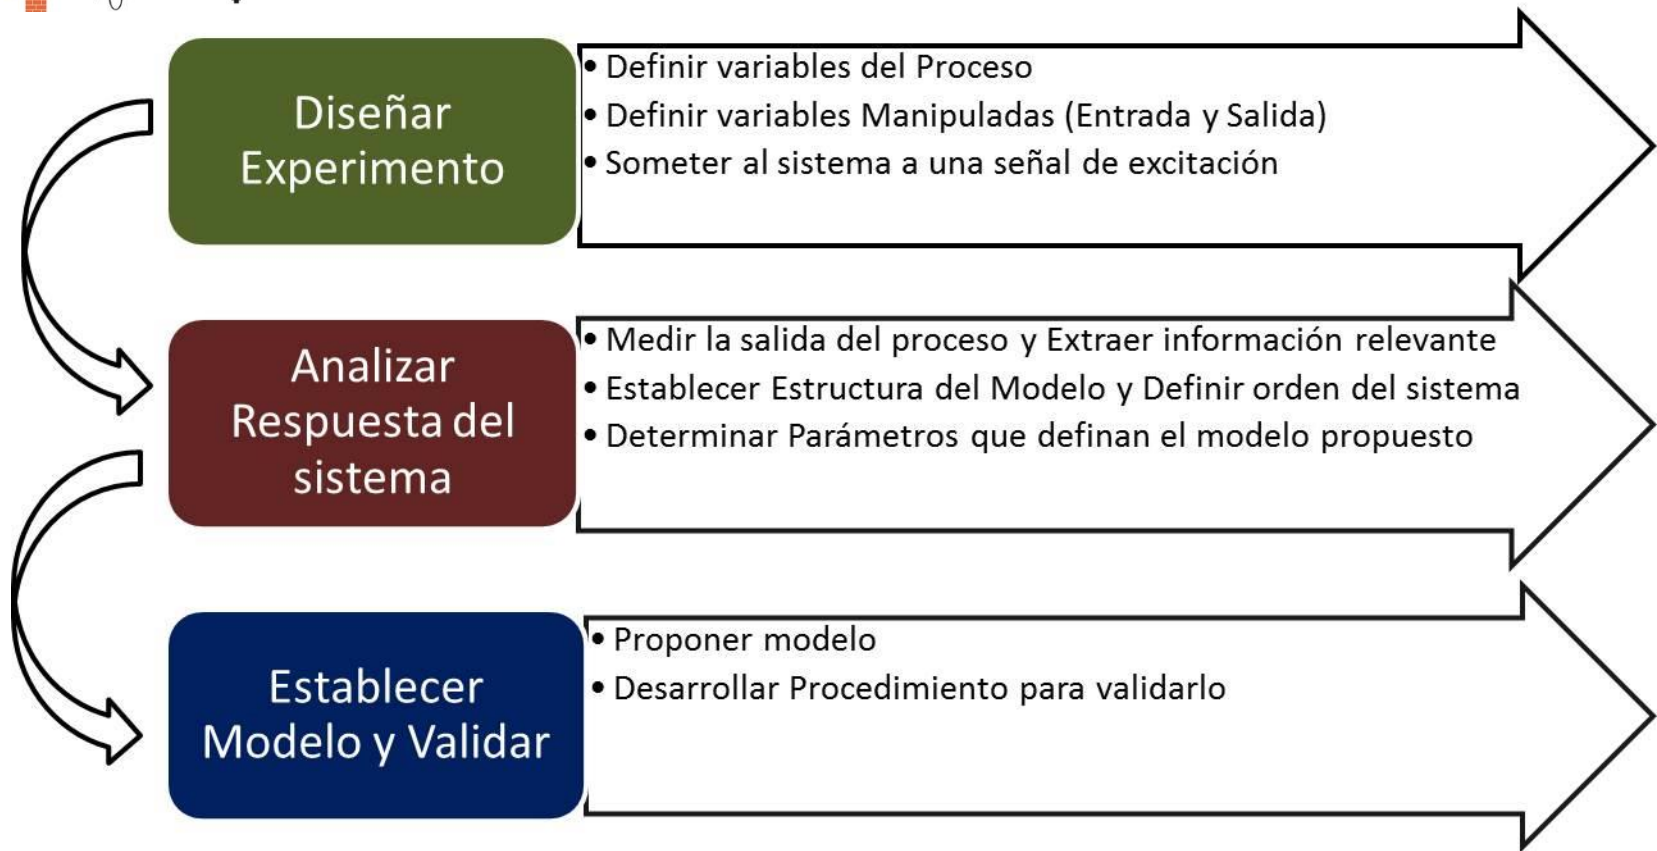 Diseñar
Experimento
• Definir variables del Proceso
• Definir variables Manipuladas (Entrada y Salida)
• Someter al sistema a una señal de excitación
Analizar
Respuesta del
sistema
• Medir la salida del proceso y Extraer información relevante
• Establecer Estructura del Modelo y Definir orden del sistema
• Determinar Parámetros que definan el modelo propuesto
Establecer
Modelo y Validar
• Proponer modelo
• Desarrollar Procedimiento para validarlo